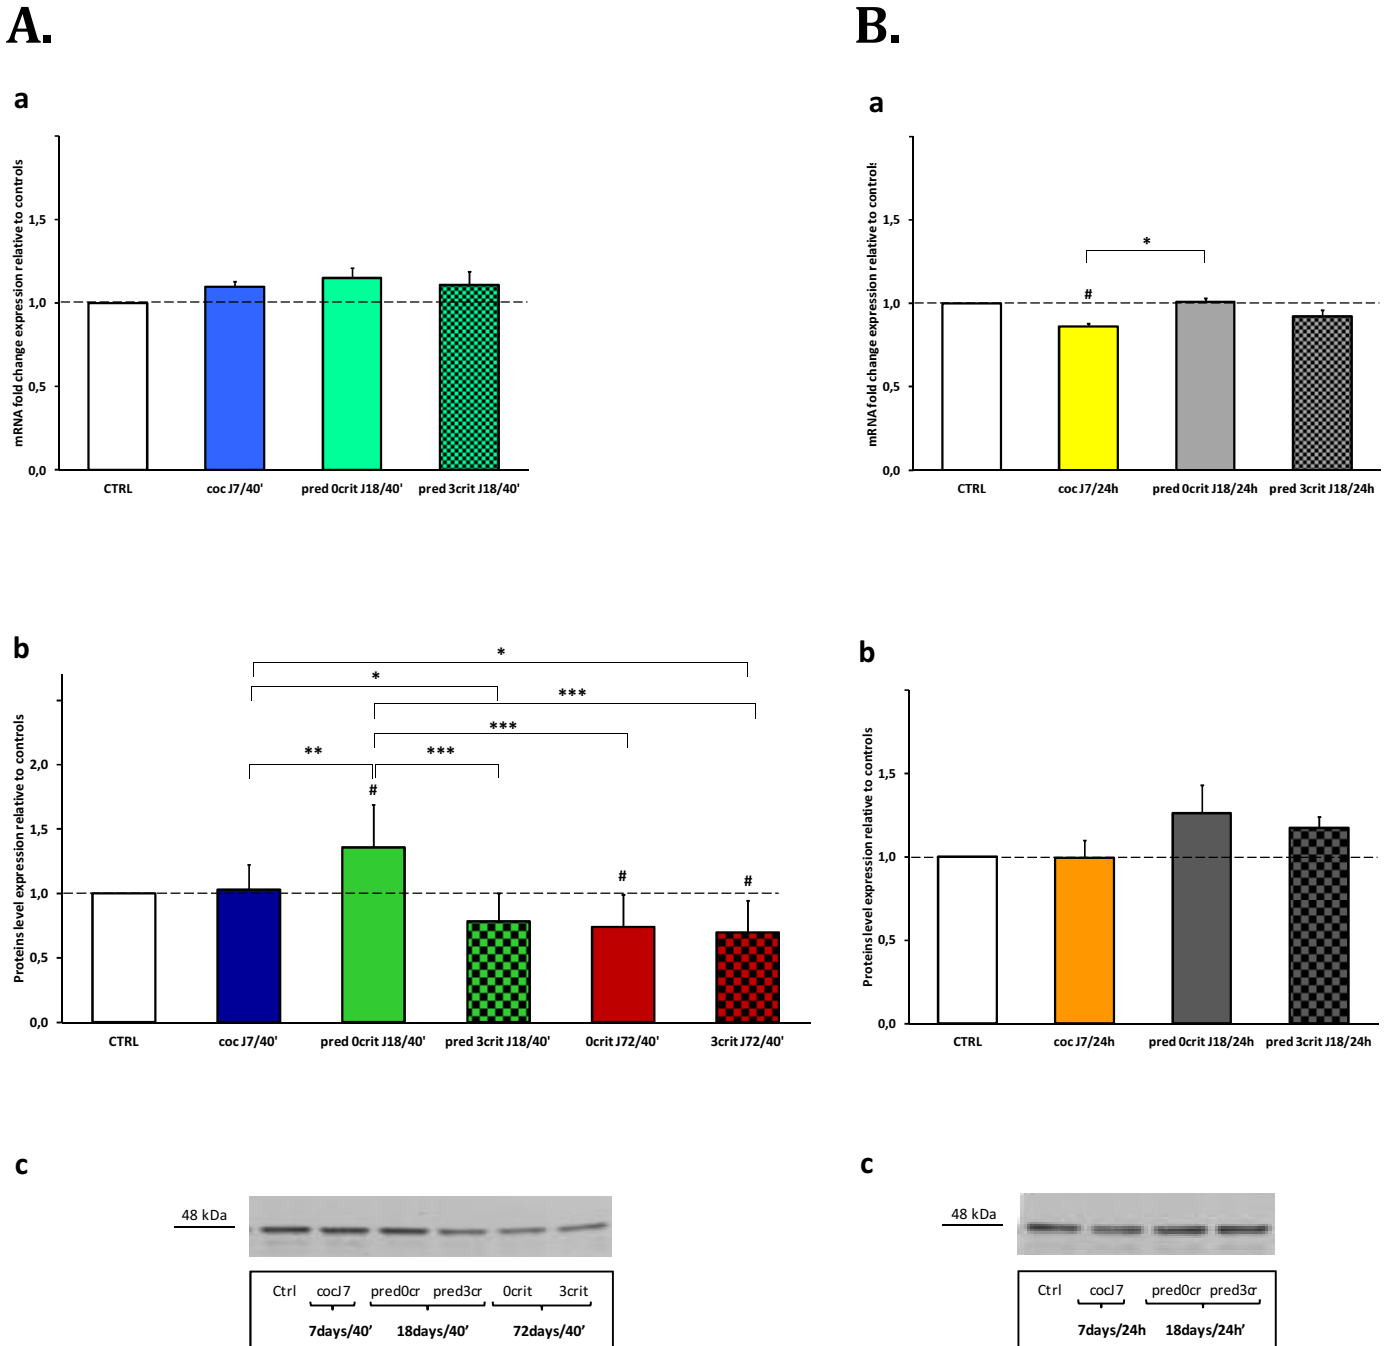 A.
a
mRNA fold change expression relative to controls
1,5
1,0
0,5
0,0
CTRL
coc J7/40'
pred 0crit J18/40'
pred 3crit J18/40'
b
Proteins level expression relative to controls
2,0
1,5
1,0
0,5
0,0
*
*
***
***
**
***
#
#
#
CTRL
coc J7/40'
pred 0crit J18/40'
pred 3crit J18/40'
0crit J72/40'
3crit J72/40'
c
48 kDa
Ctrl cocJ7 pred0cr pred3cr 0crit 3crit
7days/40’ 18days/40’ 72days/40’
B.
a
mRNA fold change expression relative to controls
1,5
1,0
0,5
0,0
*
#
CTRL
coc J7/24h
pred 0crit J18/24h
pred 3crit J18/24h
b
Proteins level expression relative to controls
1,5
1,0
0,5
0,0
CTRL
coc J7/24h
pred 0crit J18/24h
pred 3crit J18/24h
c
48 kDa
Ctrl cocJ7 pred0cr pred3cr
7days/24h 18days/24h’